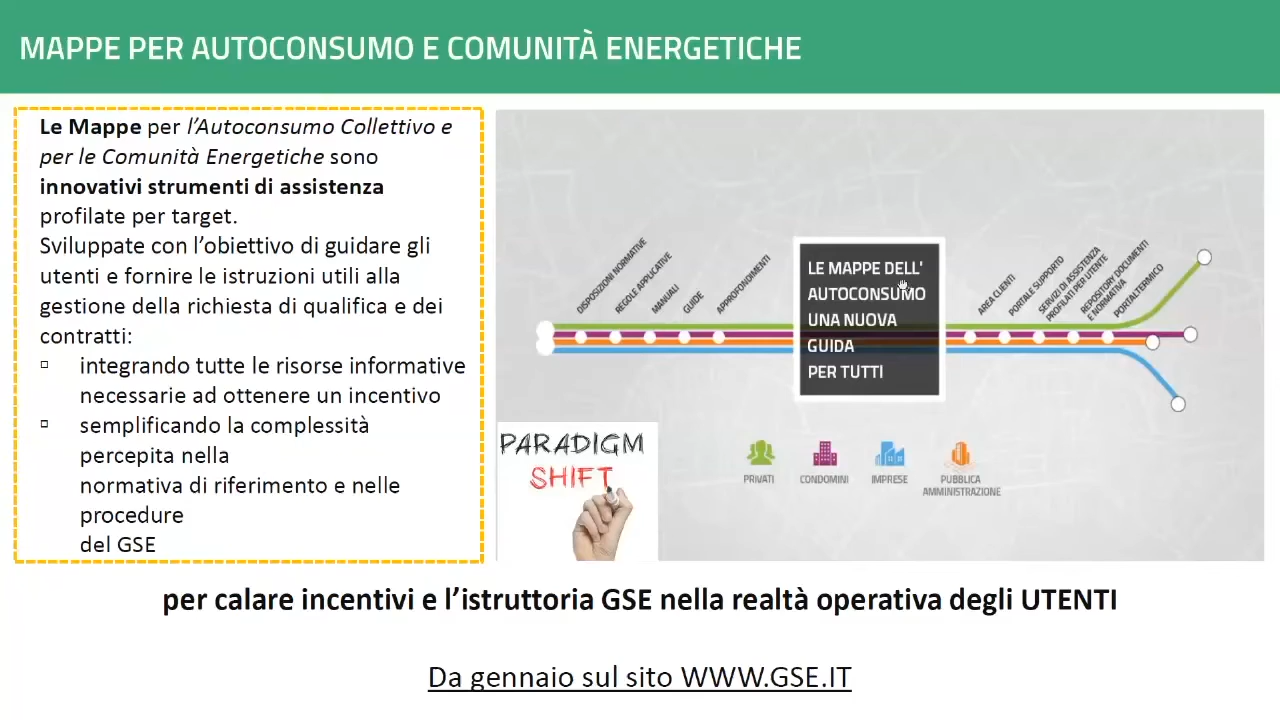 MAPPE PER AUTOCONSUMO E COMUNITÀ ENERGETICHE
Le Mappe per l’Autoconsumo Collettivo e
per le Comunità Energetiche sono
innovativi strumenti di assistenza
profilate per target.
Sviluppate con l’obiettivo di guidare gli
utenti e fornire le istruzioni utili alla
gestione della richiesta di qualifica e dei
contratti:
integrando tutte le risorse informative
necessarie ad ottenere un incentivo
semplificando la complessità
percepita nella
normativa di riferimento e nelle
procedure
del GSE
DISPOSIZIONI NORMATIVE
REGOLE APPLICATIVE
MANUALI
GUIDE
APPROFONDIMENTI
LE MAPPE DELL'
AUTOCONSUMO
UNA NUOVA
GUIDA
PER TUTTI
AREA CLIENTI
PORTALE SUPPORTO
SERVIZI DI ASSISTENZA
PROFILATI PER UTENTE
REPOSITORY DOCUMENTI
E NORMATIVA
PORTALTERMICO
PARADIGM
SHIFT
PRIVATI
CONDOMINI
IMPRESE
PUBBLICA
AMMINISTRAZIONE
per calare incentivi e l’istruttoria GSE nella realtà operativa degli UTENTI
Da gennaio sul sito WWW.GSE.IT